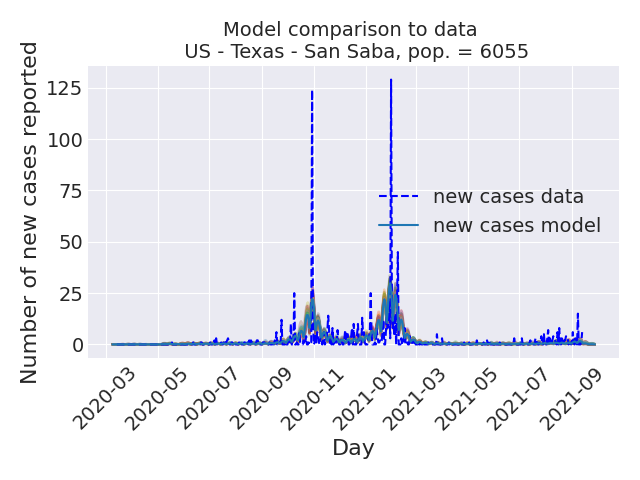 Model comparison to data
US - Texas - San Saba, pop. = 6055
Number of new cases reported
125
100
75
50
25
0
new cases data
new cases model
2020-03
2020-05
2020-07
2020-09
2020-11
2021-01
2021-03
2021-05
2021-07
2021-09
Day